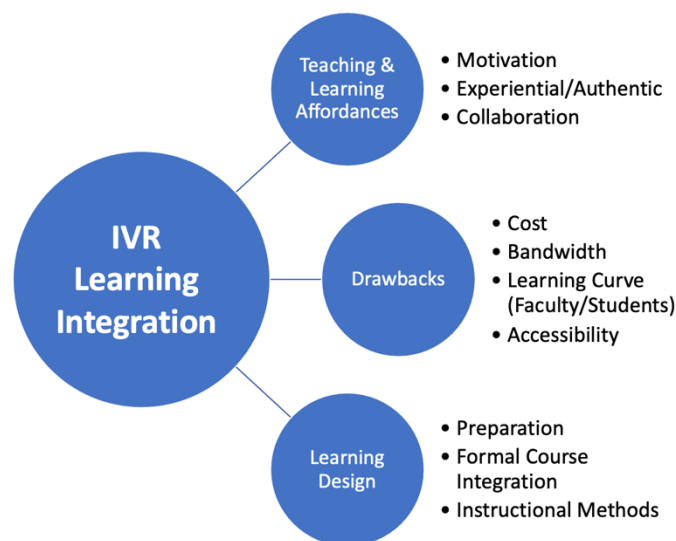 IVR
Learning
Integration
Teaching &
Learning
Affordances
• Motivation
• Experiential/Authentic
• Collaboration
Drawbacks
• Cost
• Bandwidth
• Learning Curve
(Faculty/Students)
• Accessibility
Learning
Design
• Preparation
• Formal Course
Integration
• Instructional Methods